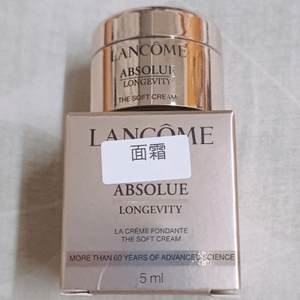 LANCÔME
ABSOLUE
LONGEVITY
THE SOFT CREAM
LANCÔME
面霜
ABSOLUE
LONGEVITY
LA CRÈME FONDANTE
THE SOFT CREAM
MORE THAN 60 YEARS OF ADVANCED SCIENCE
5 ml